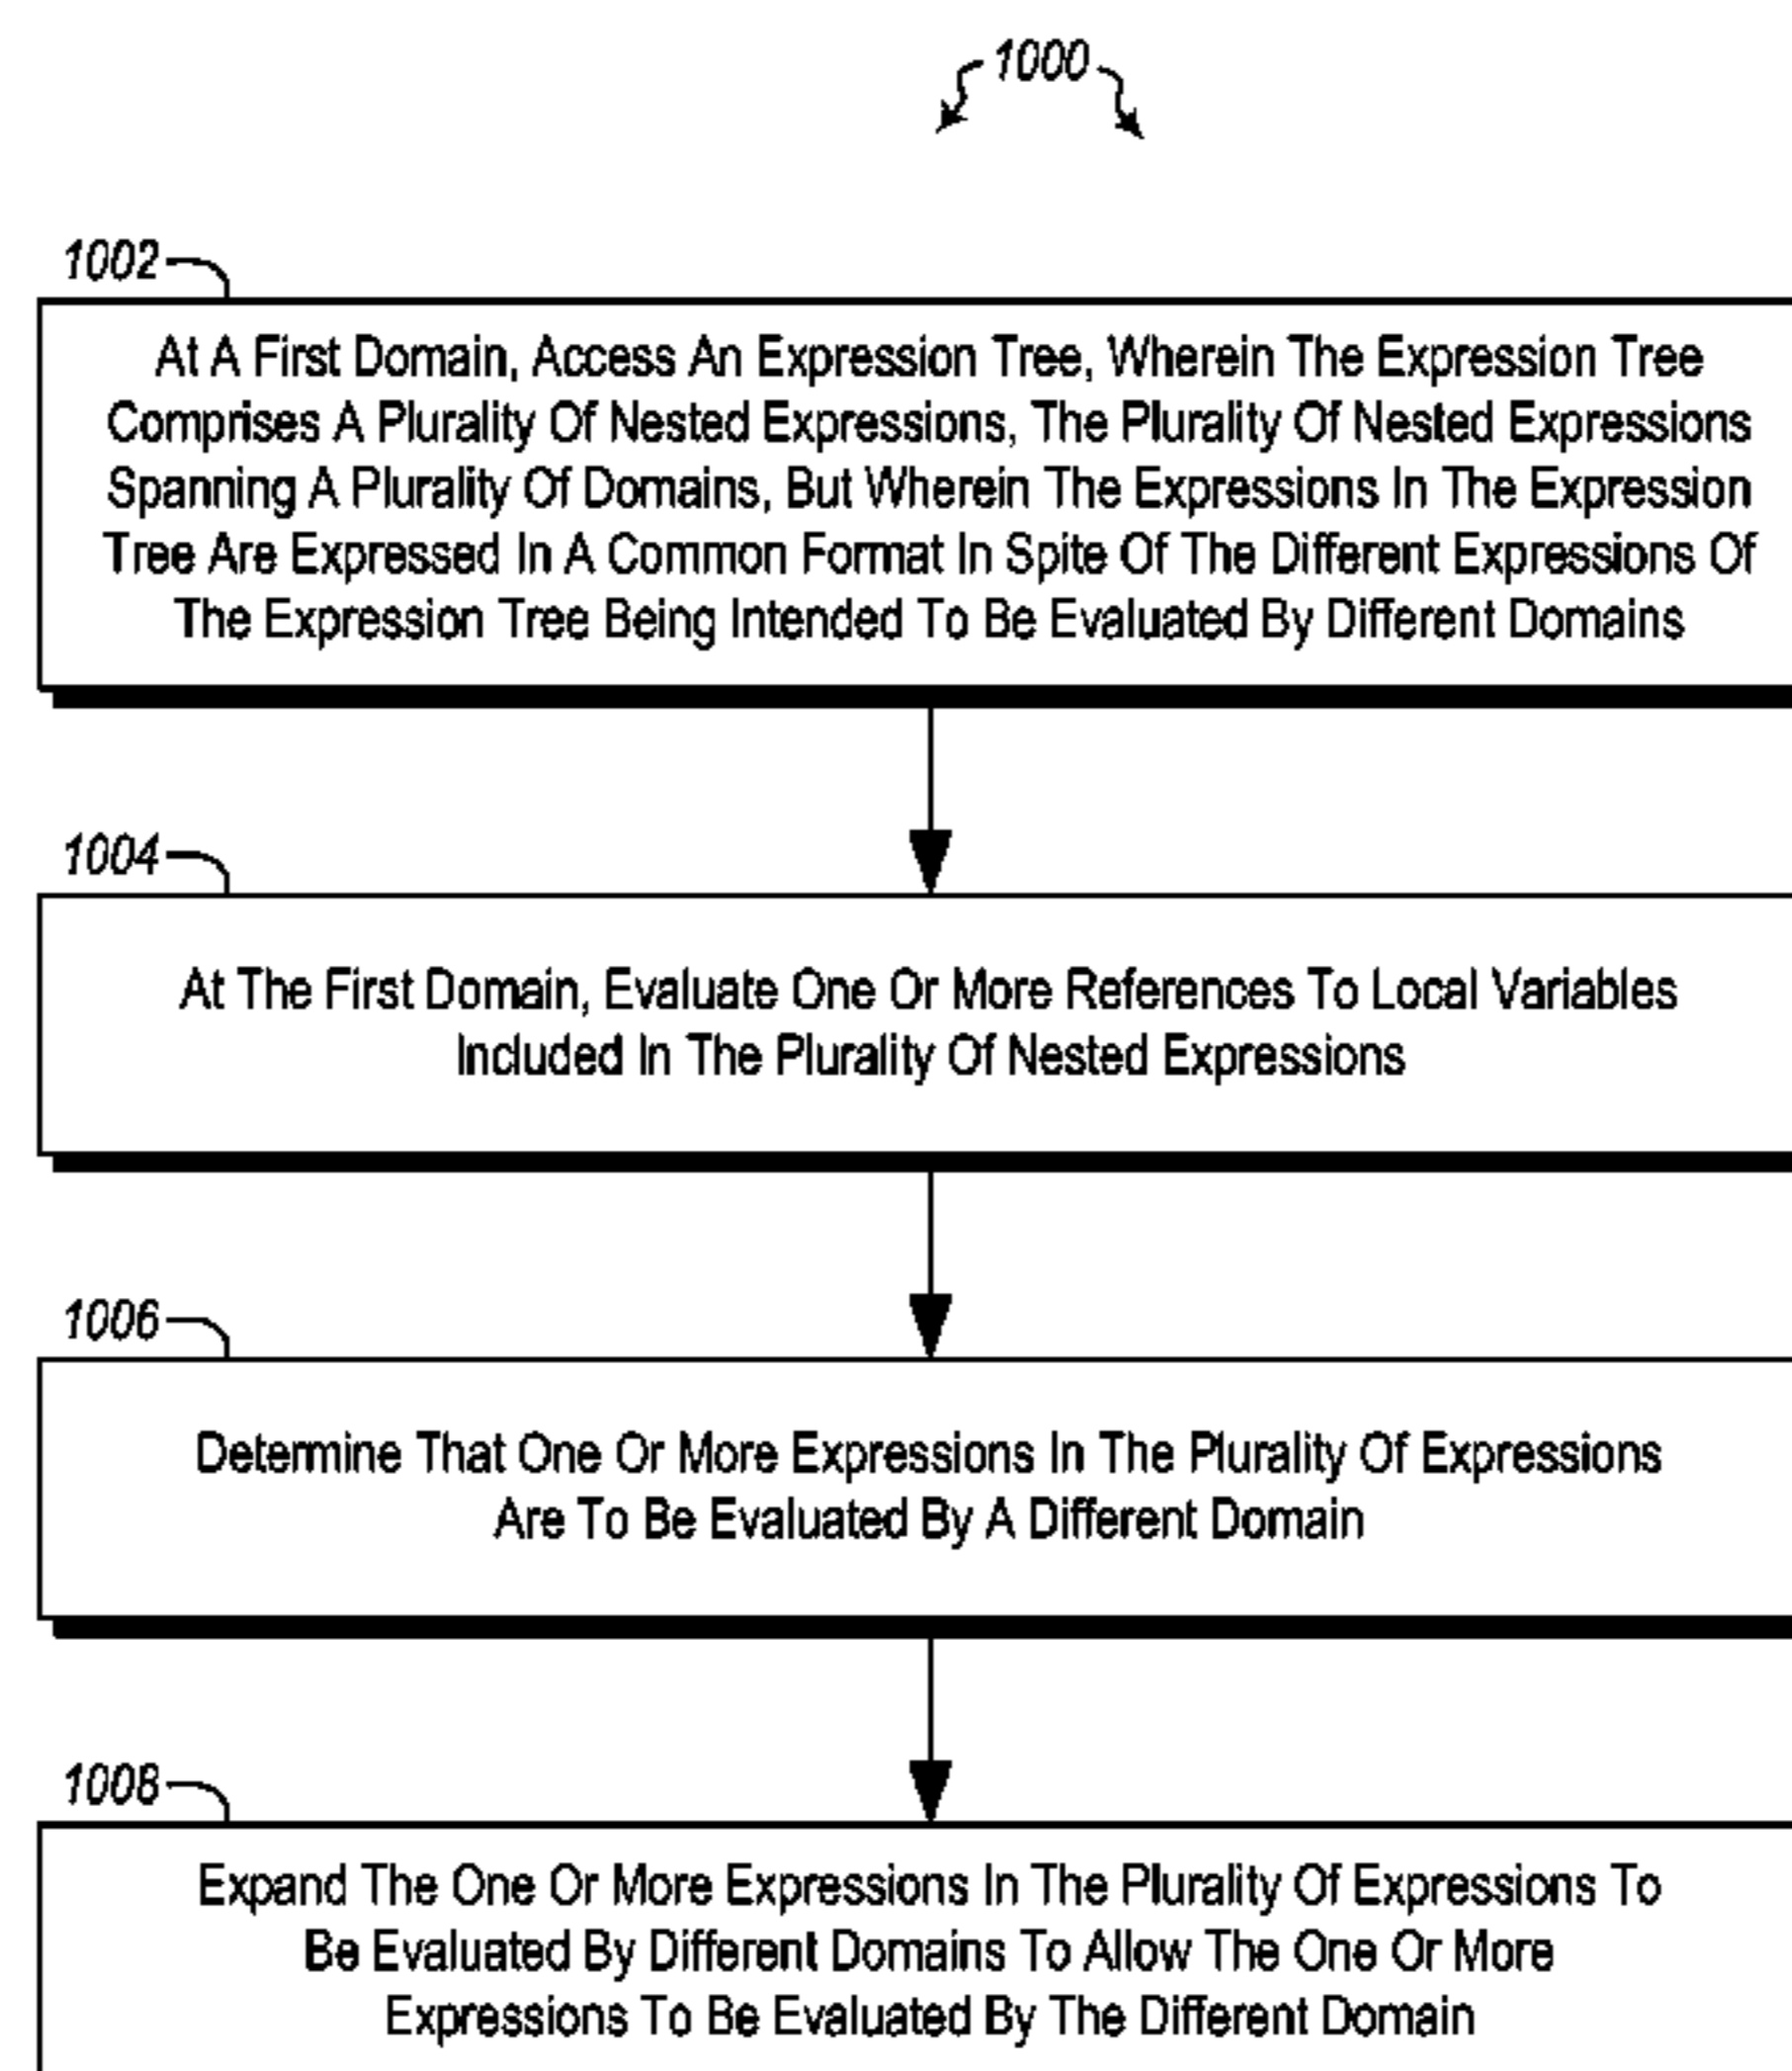 1000
1002
At A First Domain, Access An Expression Tree, Wherein The Expression Tree
Comprises A Plurality Of Nested Expressions, The Plurality Of Nested Expressions
Spanning A Plurality Of Domains, But Wherein The Expressions In The Expression
Tree Are Expressed In A Common Format In Spite Of The Different Expressions Of
The Expression Tree Being Intended To Be Evaluated By Different Domains
1004
At The First Domain, Evaluate One Or More References To Local Variables
Included In The Plurality Of Nested Expressions
1006
Determine That One Or More Expressions In The Plurality Of Expressions
Are To Be Evaluated By A Different Domain
1008
Expand The One Or More Expressions In The Plurality Of Expressions To
Be Evaluated By Different Domains To Allow The One Or More
Expressions To Be Evaluated By The Different Domain